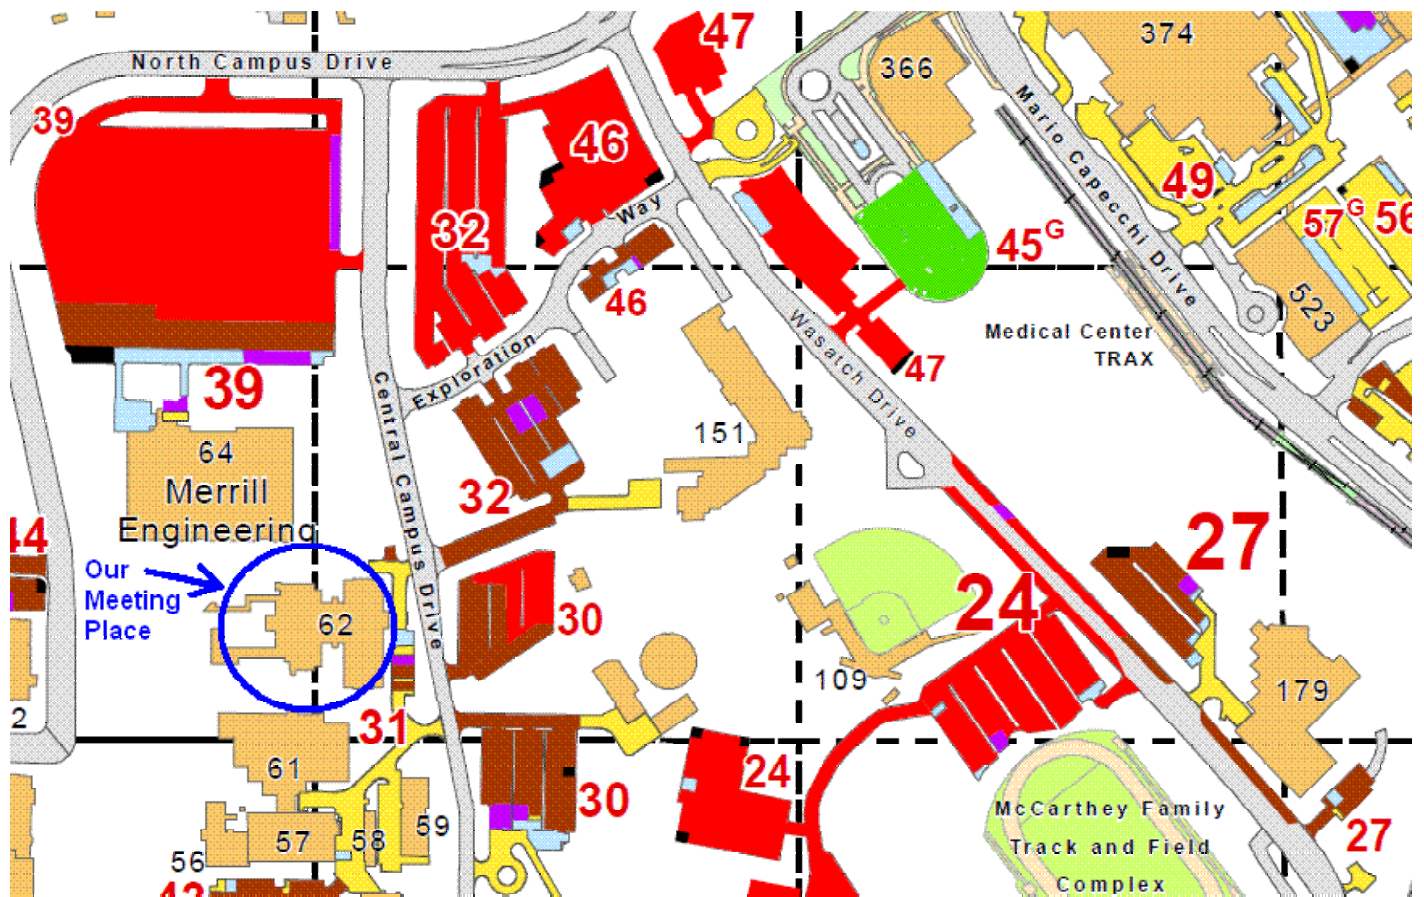 North Campus Drive
47
366
374
39
46
Mario Capecchi Drive
49
32
Way
45G
57G
56
46
523
Medical Center
TRAX
Wasatch Drive
47
Exploration
39
Central Campus Drive
64
Merrill
Engineering
151
32
44
27
Our
Meeting
Place
62
30
24
109
179
2
31
61
24
30
McCarthey Family
Track and Field
Complex
27
59
58
57
56